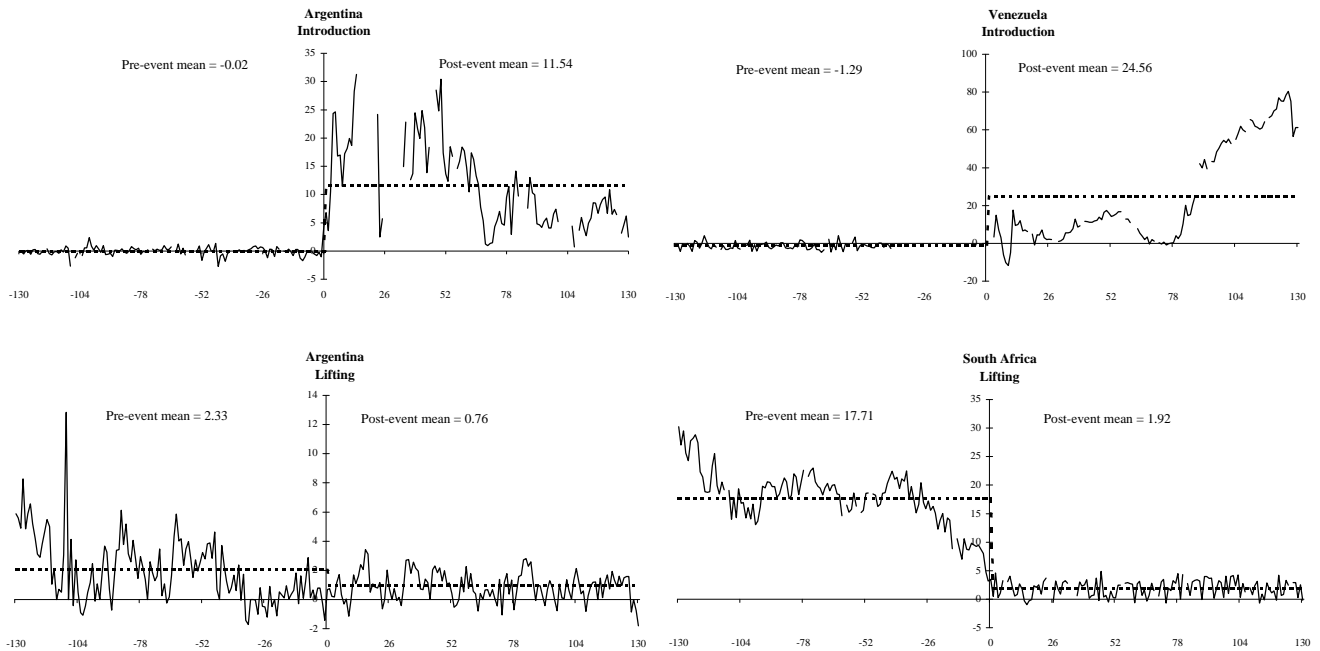 Argentina
Introduction
Pre-event mean = -0.02
Post-event mean = 11.54
35
30
25
20
15
10
5
0
-5
-130 -104 -78 -52 -26 0 26 52 78 104 130
Venezuela
Introduction
Pre-event mean = -1.29
Post-event mean = 24.56
100
80
60
40
20
0
-20
-130 -104 -78 -52 -26 0 26 52 78 104 130
Argentina
Lifting
Pre-event mean = 2.33
Post-event mean = 0.76
14
12
10
8
6
4
2
0
-2
-130 -104 -78 -52 -26 0 26 52 78 104 130
South Africa
Lifting
Pre-event mean = 17.71
Post-event mean = 1.92
35
30
25
20
15
10
5
0
-5
-130 -104 -78 -52 -26 0 26 52 78 104 130